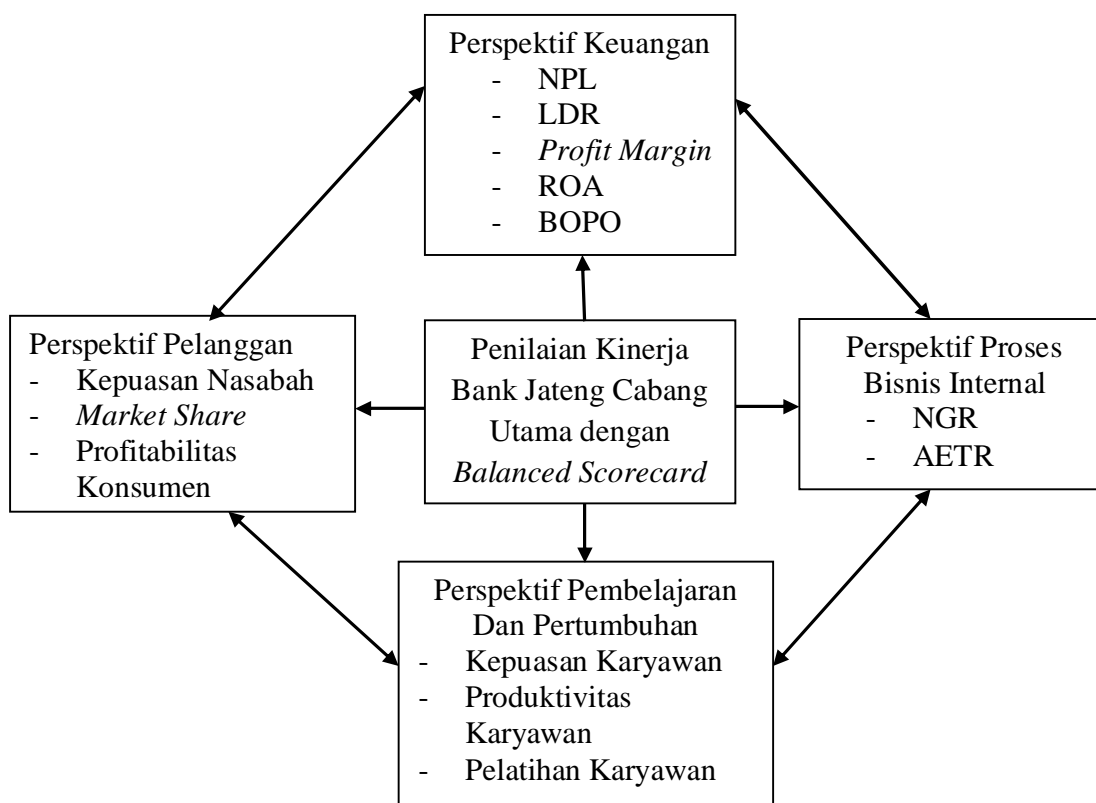 Perspektif Keuangan
- NPL
- LDR
- Profit Margin
- ROA
- BOPO
Perspektif Pelanggan
- Kepuasan Nasabah
- Market Share
- Profitabilitas
Konsumen
Penilaian Kinerja
Bank Jateng Cabang
Utama dengan
Balanced Scorecard
Perspektif Proses
Bisnis Internal
- NGR
- AETR
Perspektif Pembelajaran
Dan Pertumbuhan
- Kepuasan Karyawan
- Produktivitas
Karyawan
- Pelatihan Karyawan